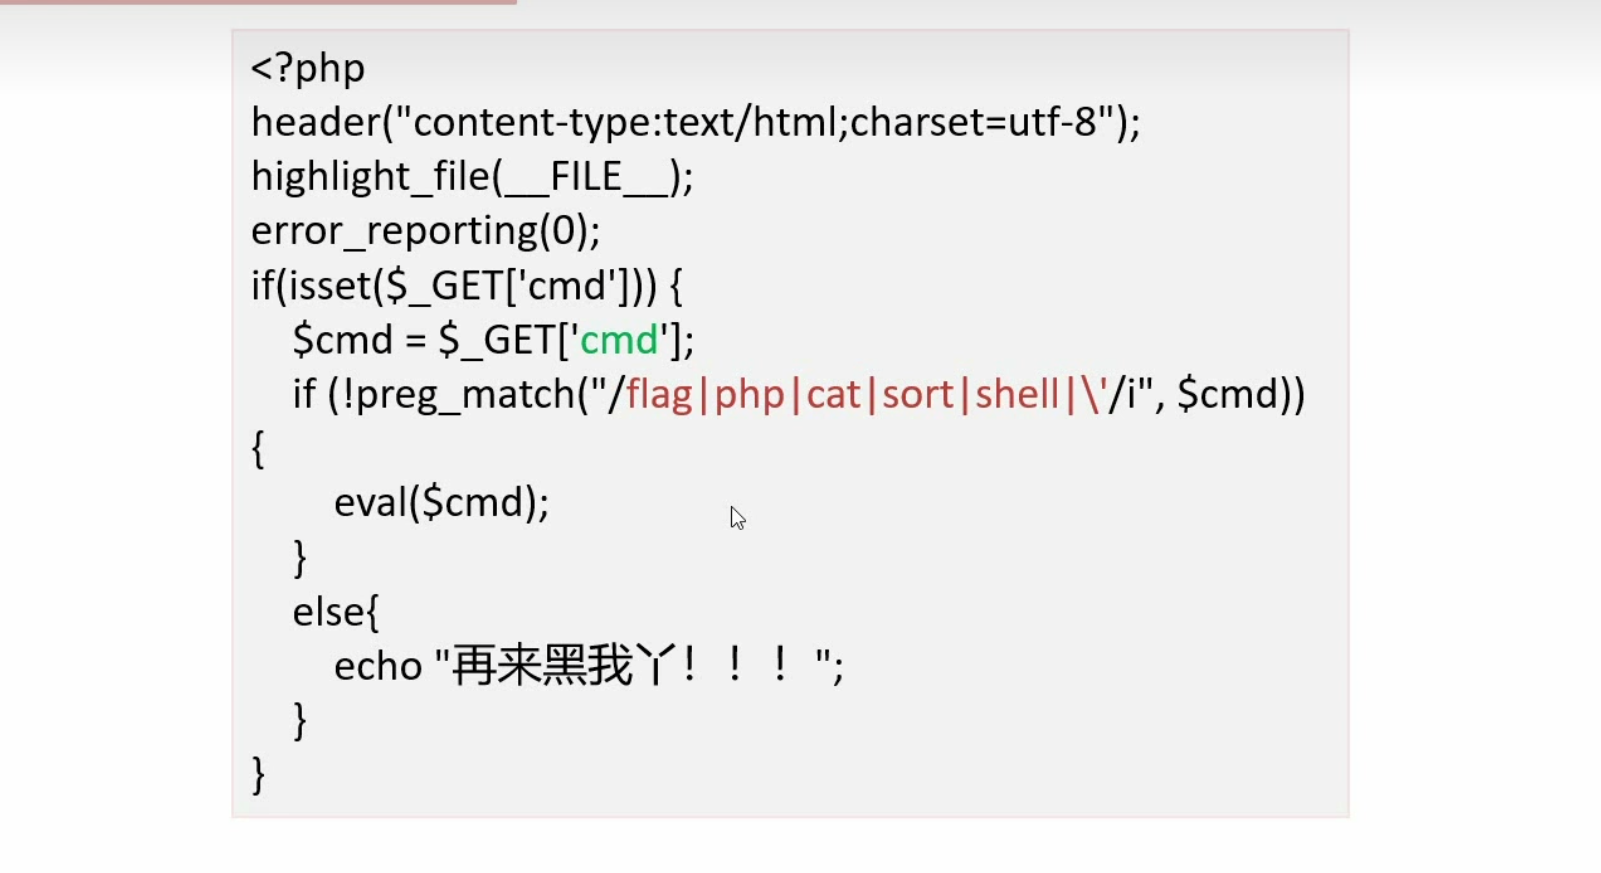 <?php
header("content-type:text/html;charset=utf-8");
highlight_file(__FILE__);
error_reporting(0);
if(isset($_GET['cmd'])) {
$cmd = $_GET['cmd'];
if (!preg_match("/flag|php|cat|sort|shell|\'/i", $cmd))
{
eval($cmd);
}
else{
echo "再来黑我丫！！！";
}
}